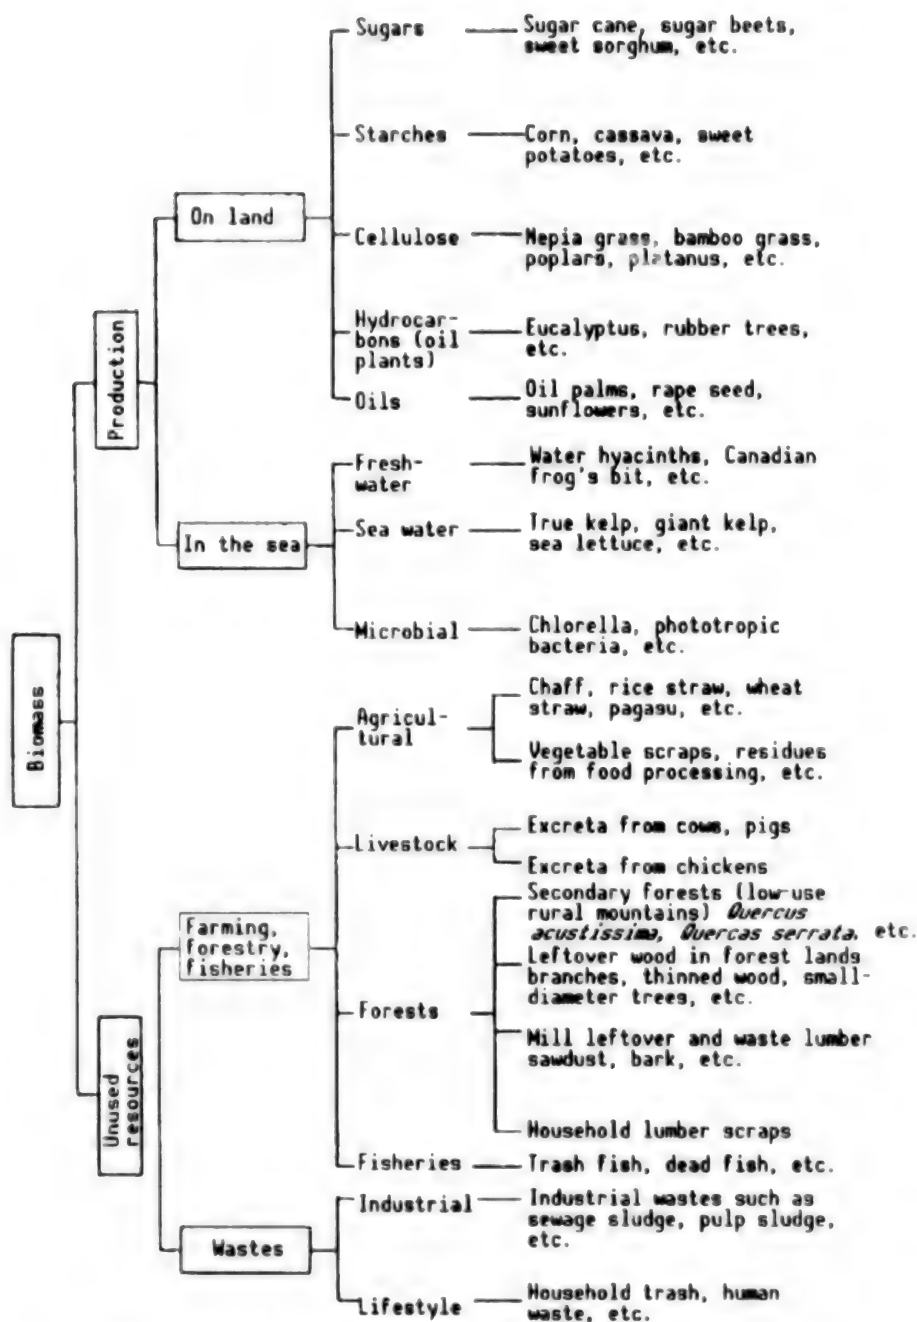 Sugars
Sugar cane, sugar beets,
sweet sorghum, etc.
Starches
Corn, cassava, sweet
potatoes, etc.
On land
Cellulose
Nepia grass, bamboo grass,
poplars, platanus, etc.
Hydrocar-
bons (oil
plants)
Eucalyptus, rubber trees,
etc.
Production
Oils
Oil palms, rape seed,
sunflowers, etc.
Fresh-
water
Water hyacinths, Canadian
frog's bit, etc.
In the sea
Sea water
True kelp, giant kelp,
sea lettuce, etc.
Microbial
Chlorella, phototropic
bacteria, etc.
Biomass
Agricul-
tural
Chaff, rice straw, wheat
straw, pagasu, etc.
Vegetable scraps, residues
from food processing, etc.
Livestock
Excreta from cows, pigs
Excreta from chickens
Farming,
forestry,
fisheries
Secondary forests (low-use
rural mountains) Quercus
acustissima, Quercas serrata, etc.
Leftover wood in forest lands
branches, thinned wood, small-
diameter trees, etc.
Forests
Mill leftover and waste lumber
sawdust, bark, etc.
Household lumber scraps
Unused
resources
Fisheries
Trash fish, dead fish, etc.
Industrial
Industrial wastes such as
sewage sludge, pulp sludge,
etc.
Wastes
Lifestyle
Household trash, human
waste, etc.